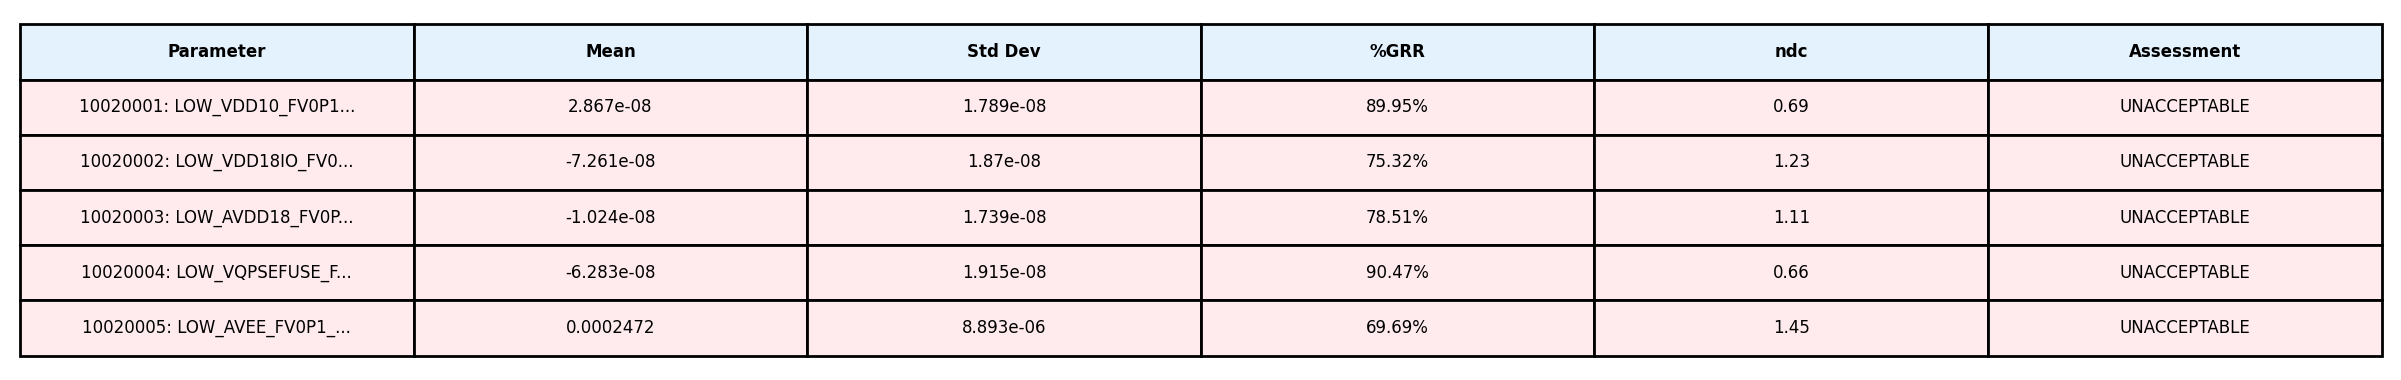 Parameter Mean Std Dev %GRR ndc Assessment
10020001: LOW_VDD10_FV0P1... 2.867e-08 1.789e-08 89.95% 0.69 UNACCEPTABLE
10020002: LOW_VDD18IO_FV0... -7.261e-08 1.87e-08 75.32% 1.23 UNACCEPTABLE
10020003: LOW_AVDD18_FV0P... -1.024e-08 1.739e-08 78.51% 1.11 UNACCEPTABLE
10020004: LOW_VQPSEFUSE_F... -6.283e-08 1.915e-08 90.47% 0.66 UNACCEPTABLE
10020005: LOW_AVEE_FV0P1_... 0.0002472 8.893e-06 69.69% 1.45 UNACCEPTABLE